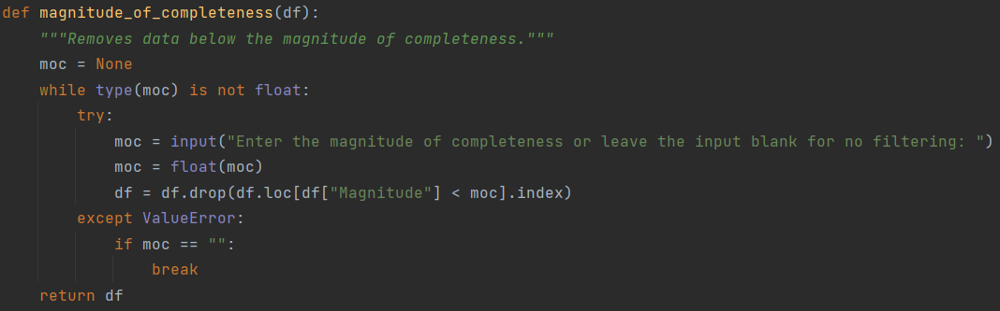 def magnitude_of_completeness(df):
    """Removes data below the magnitude of completeness."""
    moc = None
    while type(moc) is not float:
        try:
            moc = input("Enter the magnitude of completeness or leave the input blank for no filtering: ")
            moc = float(moc)
            df = df.drop(df.loc[df["Magnitude"] < moc].index)
        except ValueError:
            if moc == "":
                break
    return df